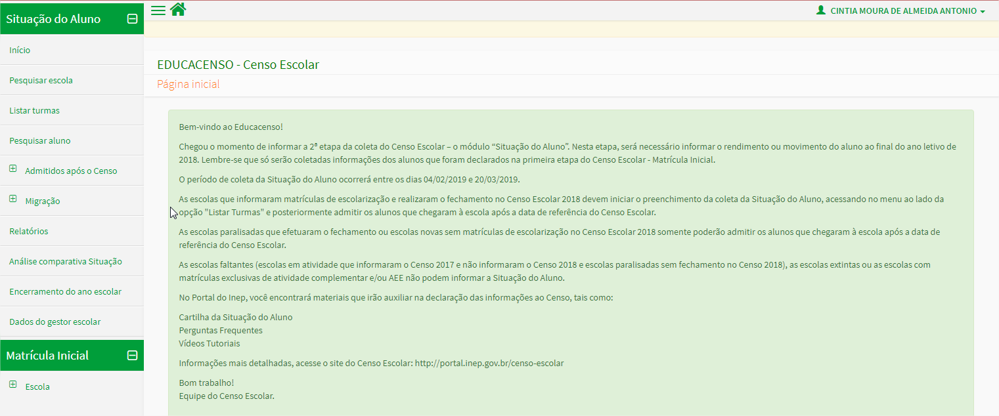 Situação do Aluno
Início
Pesquisar escola
Listar turmas
Pesquisar aluno
Admitidos após o Censo
Migração
Relatórios
Análise comparativa Situação
Encerramento do ano escolar
Dados do gestor escolar
Matrícula Inicial
Escola
CINTIA MOURA DE ALMEIDA ANTONIO
EDUCACENSO - Censo Escolar
Página inicial
Bem-vindo ao Educacenso!
Chegou o momento de informar a 2ª etapa da coleta do Censo Escolar – o módulo “Situação do Aluno”. Nesta etapa, será necessário informar o rendimento ou movimento do aluno ao final do ano letivo de
2018. Lembre-se que só serão coletadas informações dos alunos que foram declarados na primeira etapa do Censo Escolar - Matrícula Inicial.
O período de coleta da Situação do Aluno ocorrerá entre os dias 04/02/2019 e 20/03/2019.
As escolas que informaram matrículas de escolarização e realizaram o fechamento no Censo Escolar 2018 devem iniciar o preenchimento da coleta da Situação do Aluno, acessando no menu ao lado da
opção "Listar Turmas" e posteriormente admitir os alunos que chegaram à escola após a data de referência do Censo Escolar.
As escolas paralisadas que efetuaram o fechamento ou escolas novas sem matrículas de escolarização no Censo Escolar 2018 somente poderão admitir os alunos que chegaram à escola após a data de
referência do Censo Escolar.
As escolas faltantes (escolas em atividade que informaram o Censo 2017 e não informaram o Censo 2018 e escolas paralisadas sem fechamento no Censo 2018), as escolas extintas ou as escolas com
matrículas exclusivas de atividade complementar e/ou AEE não podem informar a Situação do Aluno.
No Portal do Inep, você encontrará materiais que irão auxiliar na declaração das informações ao Censo, tais como:
Cartilha da Situação do Aluno
Perguntas Frequentes
Vídeos Tutoriais
Informações mais detalhadas, acesse o site do Censo Escolar: http://portal.inep.gov.br/censo-escolar
Bom trabalho!
Equipe do Censo Escolar.